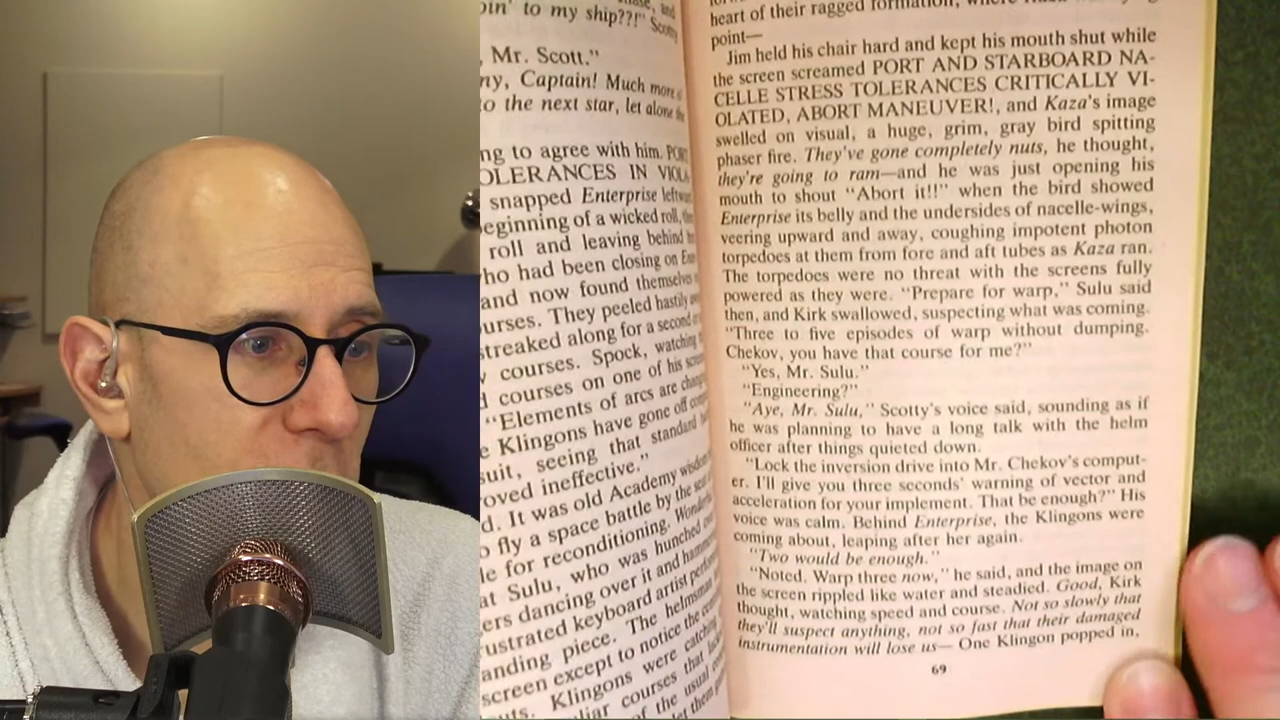 oin' to my ship??!" Scotty
, Mr. Scott."
ny, Captain! Much more
o the next star, let alone
ng to agree with him. PORT
OLERANCES IN VIOLA-
snapped Enterprise leftwa
eginning of a wicked roll,
roll and leaving behind
ho had been closing on
and now found themselves
urses. They peeled hastily
streaked along for a second
courses. Spock, watching
d courses on one of his
"Elements of arcs are
e Klingons have gone off
suit, seeing that standard
oved ineffective."
d. It was old Academy wisdom
o fly a space battle by the seat
le for reconditioning.
at Sulu, who was hunched
ers dancing over it and
ustrated keyboard artist
anding piece. The helmsman
screen except to notice the
uts. Klingons were catching
uliar courses that
of the usual
let them
heart of their ragged formation, where
point—
Jim held his chair hard and kept his mouth shut while
the screen screamed PORT AND STARBOARD NA-
CELLE STRESS TOLERANCES CRITICALLY VI-
OLATED, ABORT MANEUVER!, and Kaza's image
swelled on visual, a huge, grim, gray bird spitting
phaser fire. They've gone completely nuts, he thought,
they're going to ram—and he was just opening his
mouth to shout "Abort it!!" when the bird showed
Enterprise its belly and the undersides of nacelle-wings,
veering upward and away, coughing impotent photon
torpedoes at them from fore and aft tubes as Kaza ran.
The torpedoes were no threat with the screens fully
powered as they were. "Prepare for warp," Sulu said
then, and Kirk swallowed, suspecting what was coming.
"Three to five episodes of warp without dumping.
Chekov, you have that course for me?"
"Yes, Mr. Sulu."
"Engineering?"
"Aye, Mr. Sulu," Scotty's voice said, sounding as if
he was planning to have a long talk with the helm
officer after things quieted down.
"Lock the inversion drive into Mr. Chekov's comput-
er. I'll give you three seconds' warning of vector and
acceleration for your implement. That be enough?" His
voice was calm. Behind Enterprise, the Klingons were
coming about, leaping after her again.
"Two would be enough."
"Noted. Warp three now," he said, and the image on
the screen rippled like water and steadied. Good, Kirk
thought, watching speed and course. Not so slowly that
they'll suspect anything, not so fast that their damaged
instrumentation will lose us— One Klingon popped in,
69